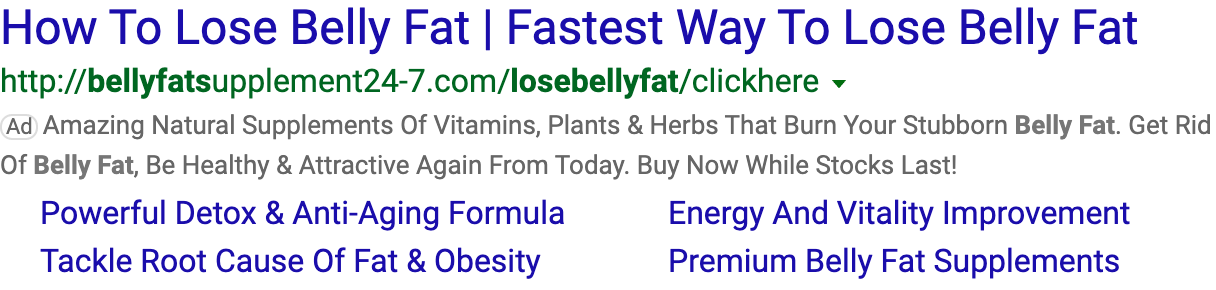 How To Lose Belly Fat | Fastest Way To Lose Belly Fat
http://bellyfatsupplement24-7.com/losebellyfat/clickhere
Ad Amazing Natural Supplements Of Vitamins, Plants & Herbs That Burn Your Stubborn Belly Fat. Get Rid
Of Belly Fat, Be Healthy & Attractive Again From Today. Buy Now While Stocks Last!
Powerful Detox & Anti-Aging Formula Energy And Vitality Improvement
Tackle Root Cause Of Fat & Obesity Premium Belly Fat Supplements